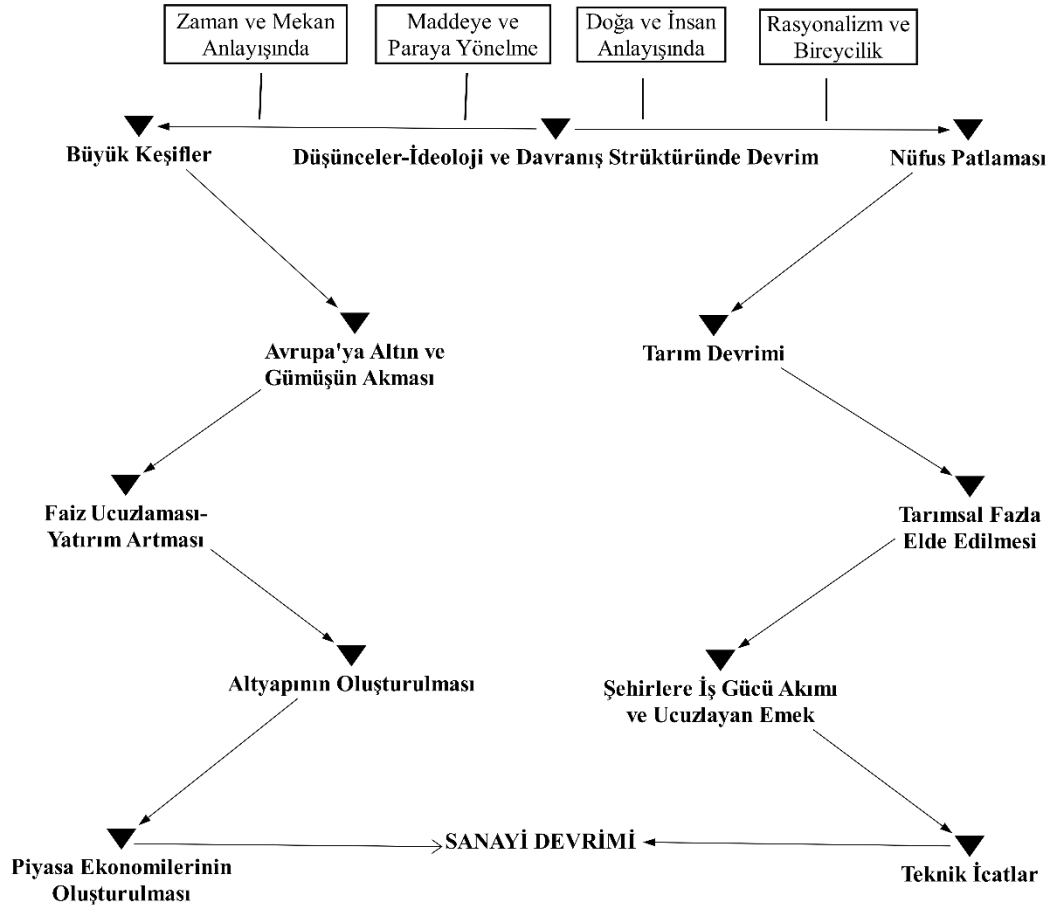 Zaman ve Mekan
Anlayışında
Maddeye ve
Paraya Yönelme
Doğa ve İnsan
Anlayışında
Rasyonalizm ve
Bireycilik
Büyük Keşifler
Düşünceler-İdeoloji ve Davranış Strüktüründe Devrim
Nüfus Patlaması
Avrupa'ya Altın ve
Gümüşün Akması
Tarım Devrimi
Faiz Ucuzlaması-
Yatırım Artması
Tarımsal Fazla
Elde Edilmesi
Altyapının Oluşturulması
Şehirlere İş Gücü Akımı
ve Ucuzlayan Emek
SANAYİ DEVRİMİ
Piyasa Ekonomilerinin
Oluşturulması
Teknik İcatlar